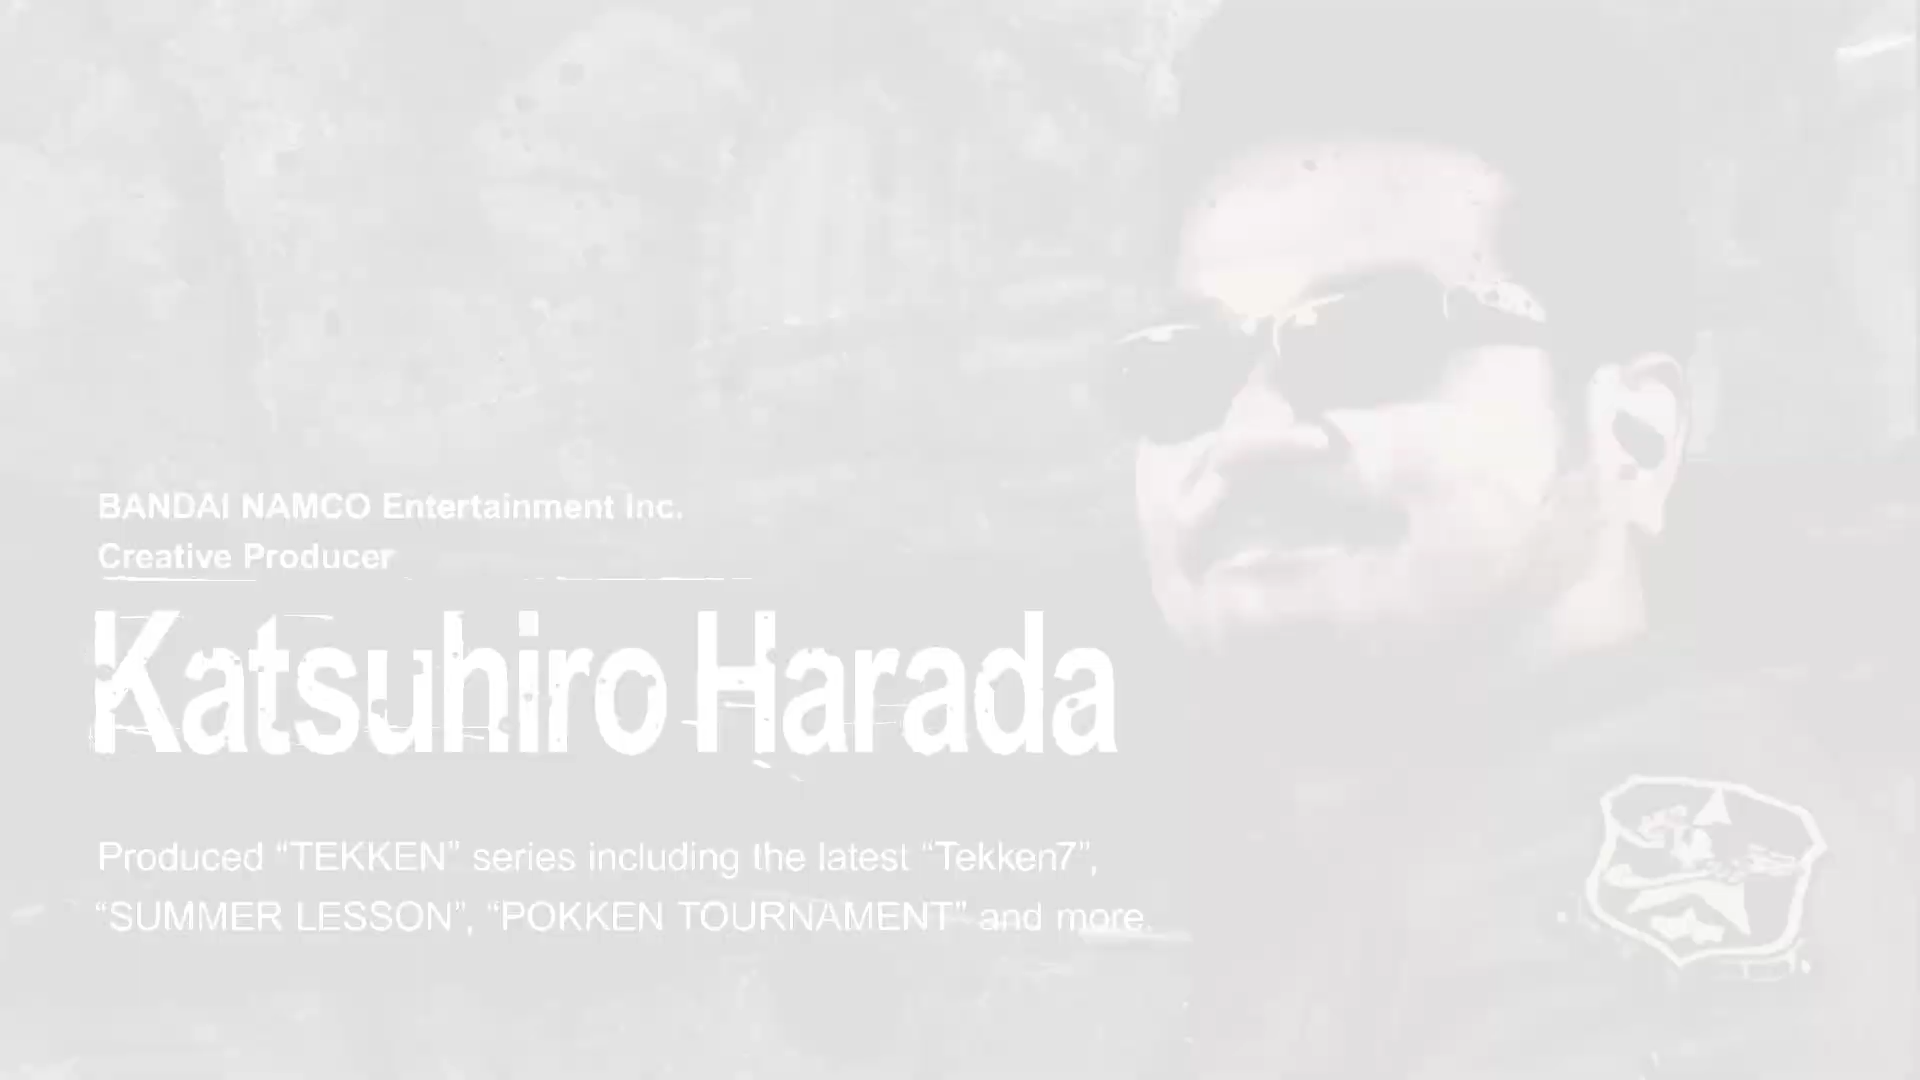 BANDAI NAMCO Entertainment Inc.
Creative Producer
Katsuhiro Harada
Produced “TEKKEN” series including the latest “Tekken7”,
“SUMMER LESSON”, “POKKEN TOURNAMENT” and more.